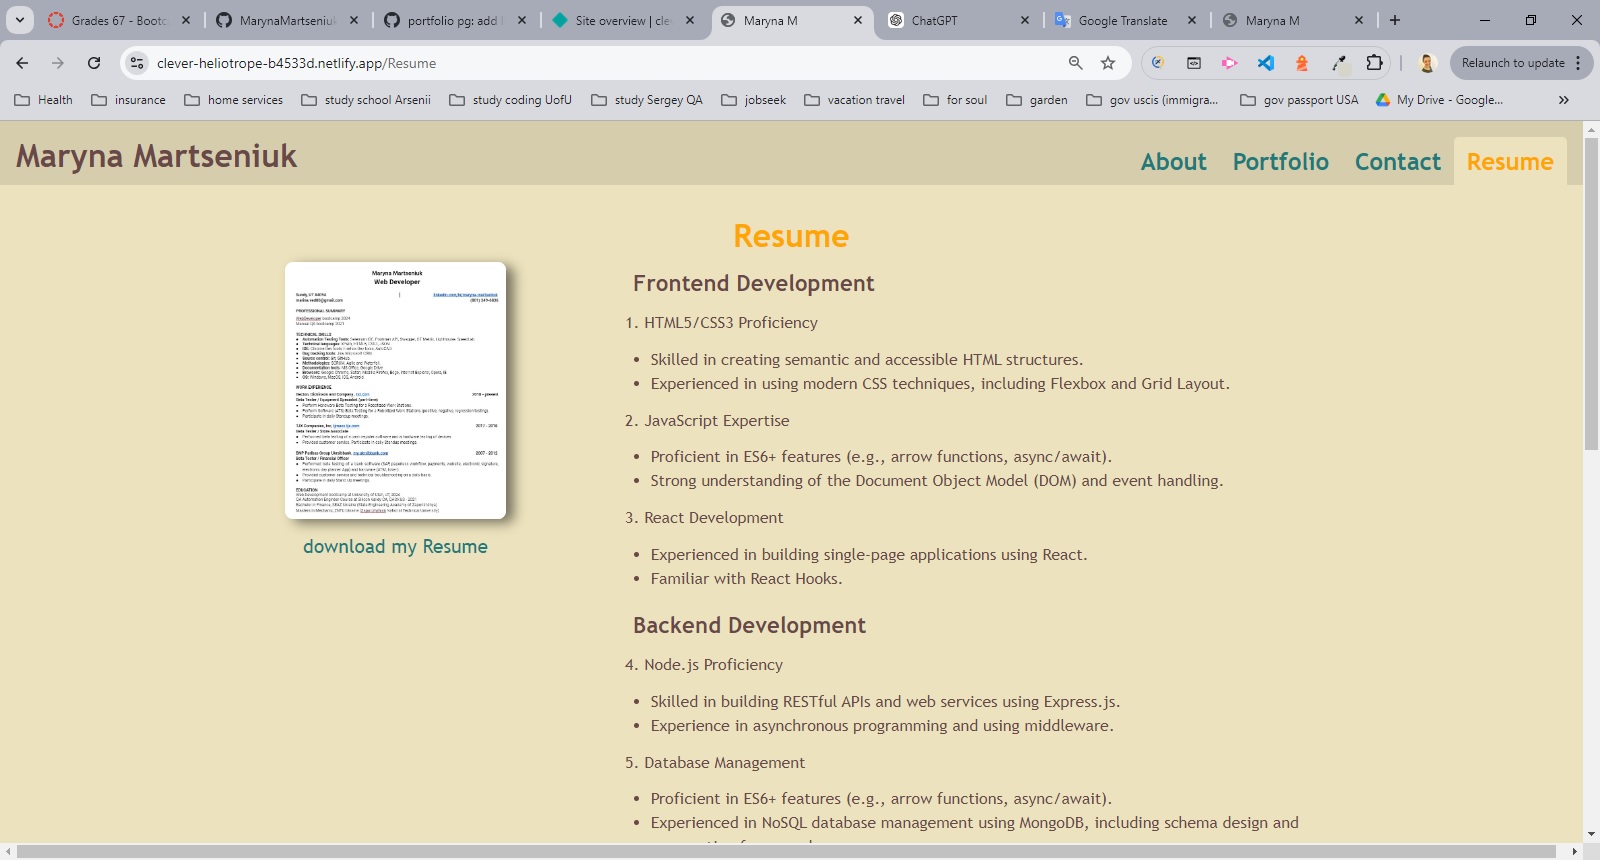 Grades 67 - Bootc
MarynaMartseniuk
portfolio pg: add
Site overview | cle
Maryna M
ChatGPT
Google Translate
Maryna M
clever-heliotrope-b4533d.netlify.app/Resume
Relaunch to update
Health
insurance
home services
study school Arsenii
study coding UofU
study Sergey QA
jobseek
vacation travel
for soul
garden
gov uscis (immigra...
gov passport USA
My Drive - Google...
Maryna Martseniuk
About
Portfolio
Contact
Resume
Resume
Maryna Martseniuk
Web Developer
PROFESSIONAL SUMMARY
TECHNICAL SKILLS
WORK EXPERIENCE
EDUCATION
download my Resume
Frontend Development
1. HTML5/CSS3 Proficiency
• Skilled in creating semantic and accessible HTML structures.
• Experienced in using modern CSS techniques, including Flexbox and Grid Layout.
2. JavaScript Expertise
• Proficient in ES6+ features (e.g., arrow functions, async/await).
• Strong understanding of the Document Object Model (DOM) and event handling.
3. React Development
• Experienced in building single-page applications using React.
• Familiar with React Hooks.
Backend Development
4. Node.js Proficiency
• Skilled in building RESTful APIs and web services using Express.js.
• Experience in asynchronous programming and using middleware.
5. Database Management
• Proficient in ES6+ features (e.g., arrow functions, async/await).
• Experienced in NoSQL database management using MongoDB, including schema design and